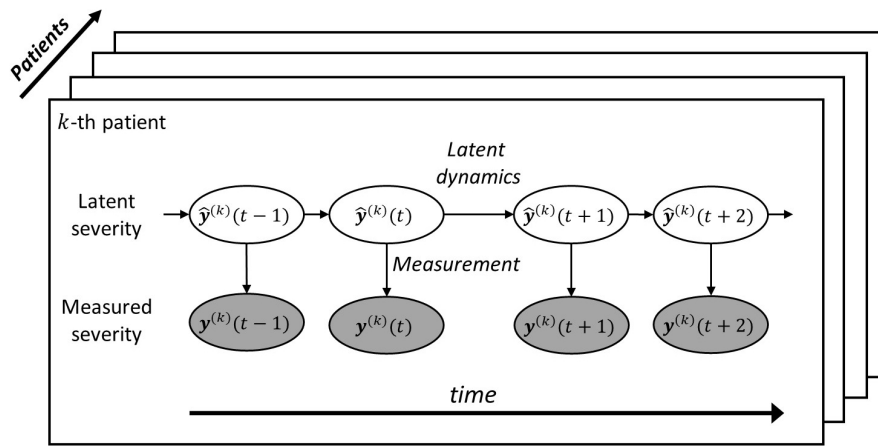 Patients
k-th patient
Latent
dynamics
Latent
severity
ŷ⁽ᵏ⁾(t − 1)
ŷ⁽ᵏ⁾(t)
ŷ⁽ᵏ⁾(t + 1)
ŷ⁽ᵏ⁾(t + 2)
Measurement
Measured
severity
y⁽ᵏ⁾(t − 1)
y⁽ᵏ⁾(t)
y⁽ᵏ⁾(t + 1)
y⁽ᵏ⁾(t + 2)
time